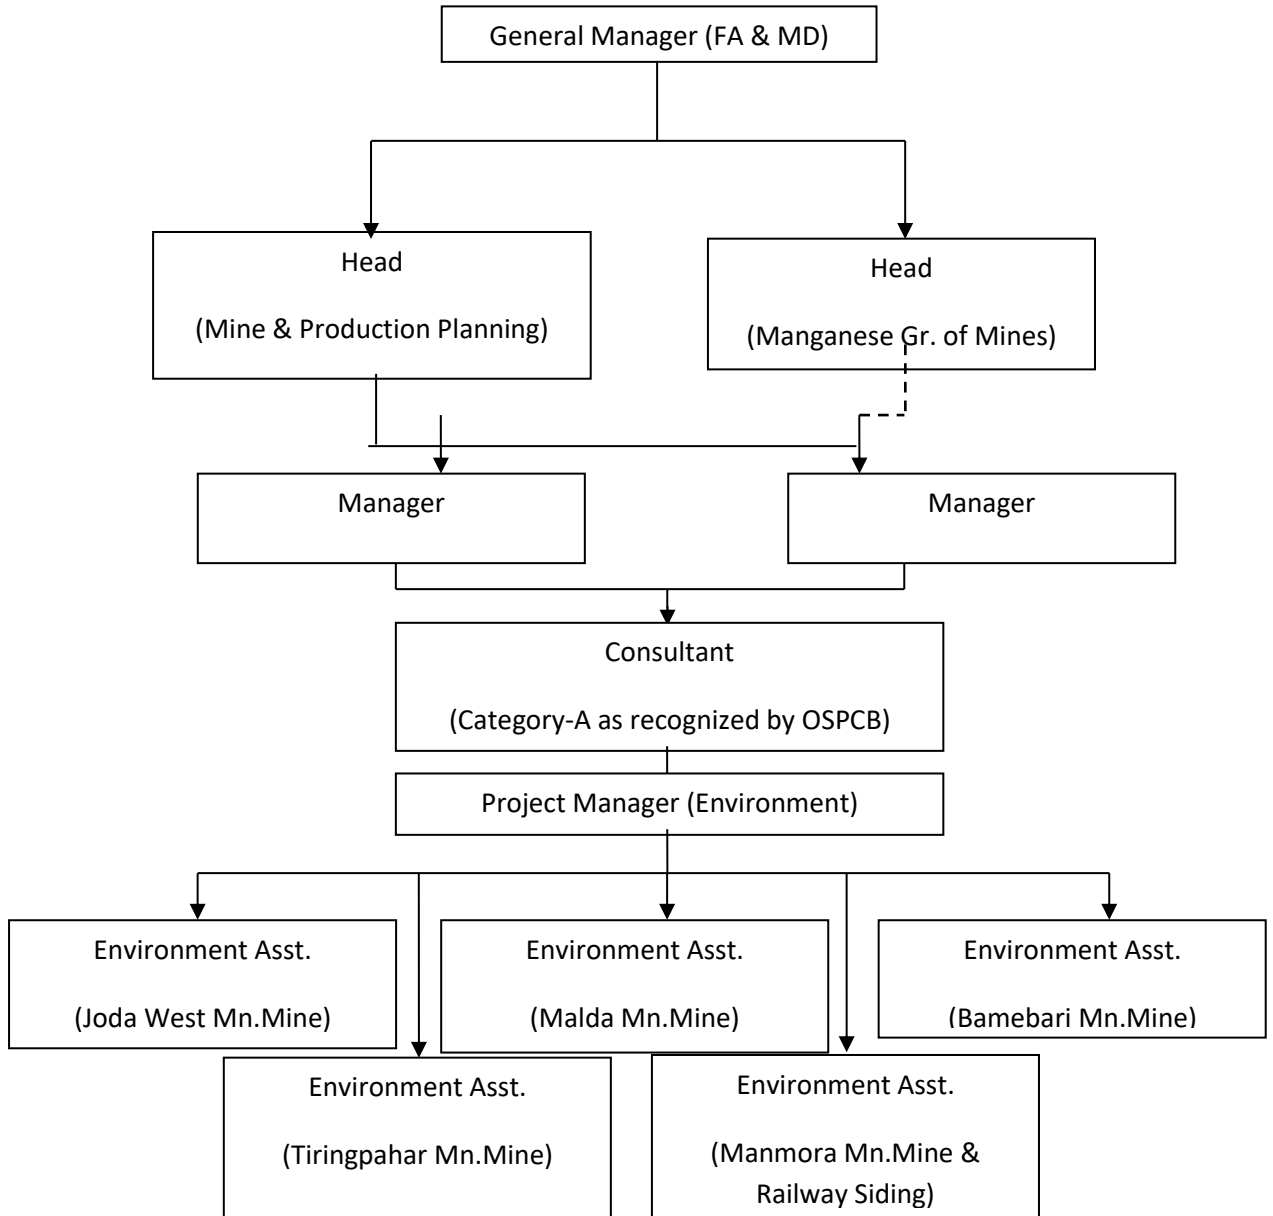 General Manager (FA & MD)
Head
(Mine & Production Planning)
Head
(Manganese Gr. of Mines)
Manager
Manager
Consultant
(Category-A as recognized by OSPCB)
Project Manager (Environment)
Environment Asst.
(Joda West Mn.Mine)
Environment Asst.
(Malda Mn.Mine)
Environment Asst.
(Bamebari Mn.Mine)
Environment Asst.
(Tiringpahar Mn.Mine)
Environment Asst.
(Manmora Mn.Mine &
Railway Siding)